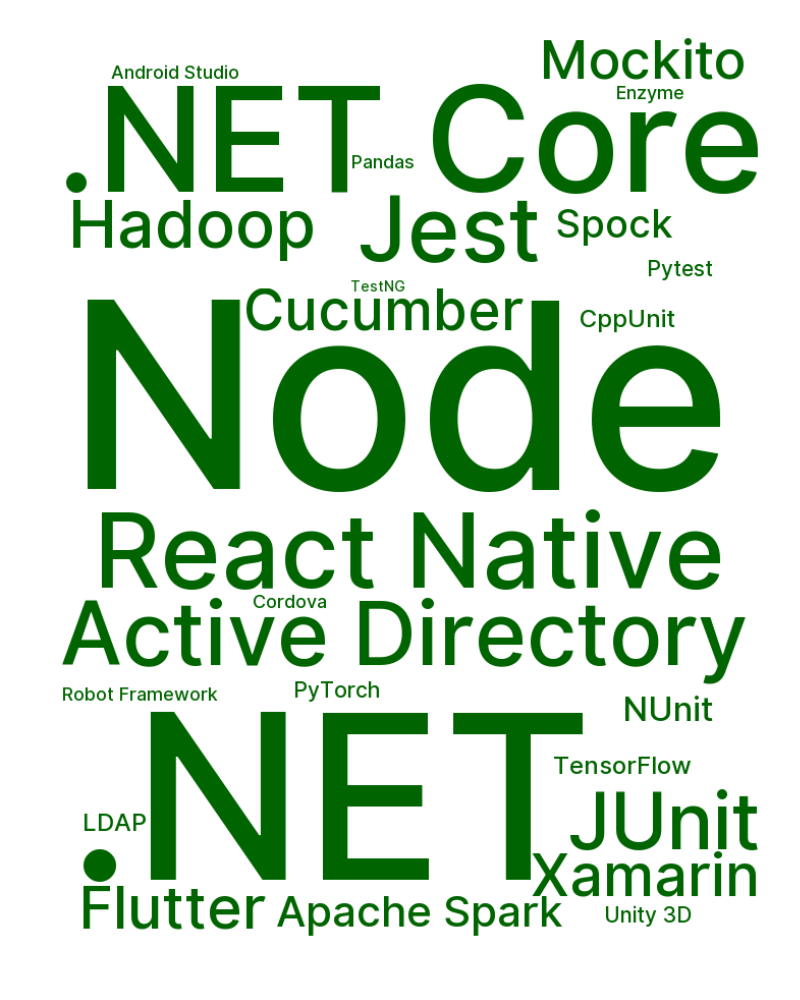 Mockito
Android Studio
Enzyme
.NET Core
Pandas
Hadoop
Jest
Spock
Pytest
TestNG
Cucumber
CppUnit
Node
React Native
Cordova
Active Directory
Robot Framework
PyTorch
NUnit
.NET
TensorFlow
LDAP
JUnit
Xamarin
Flutter
Apache Spark
Unity 3D